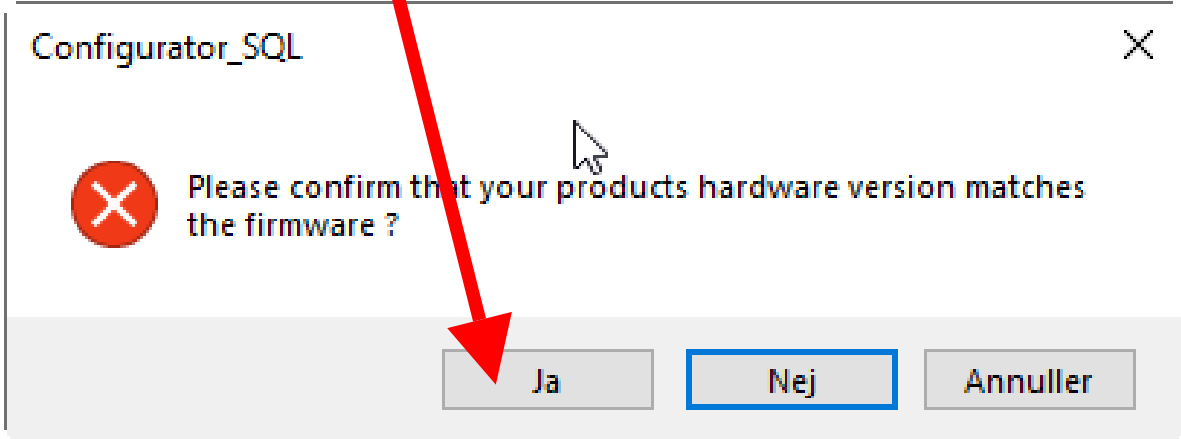 Configurator_SQL
Please confirm that your products hardware version matches
the firmware ?
Ja
Nej
Annuller